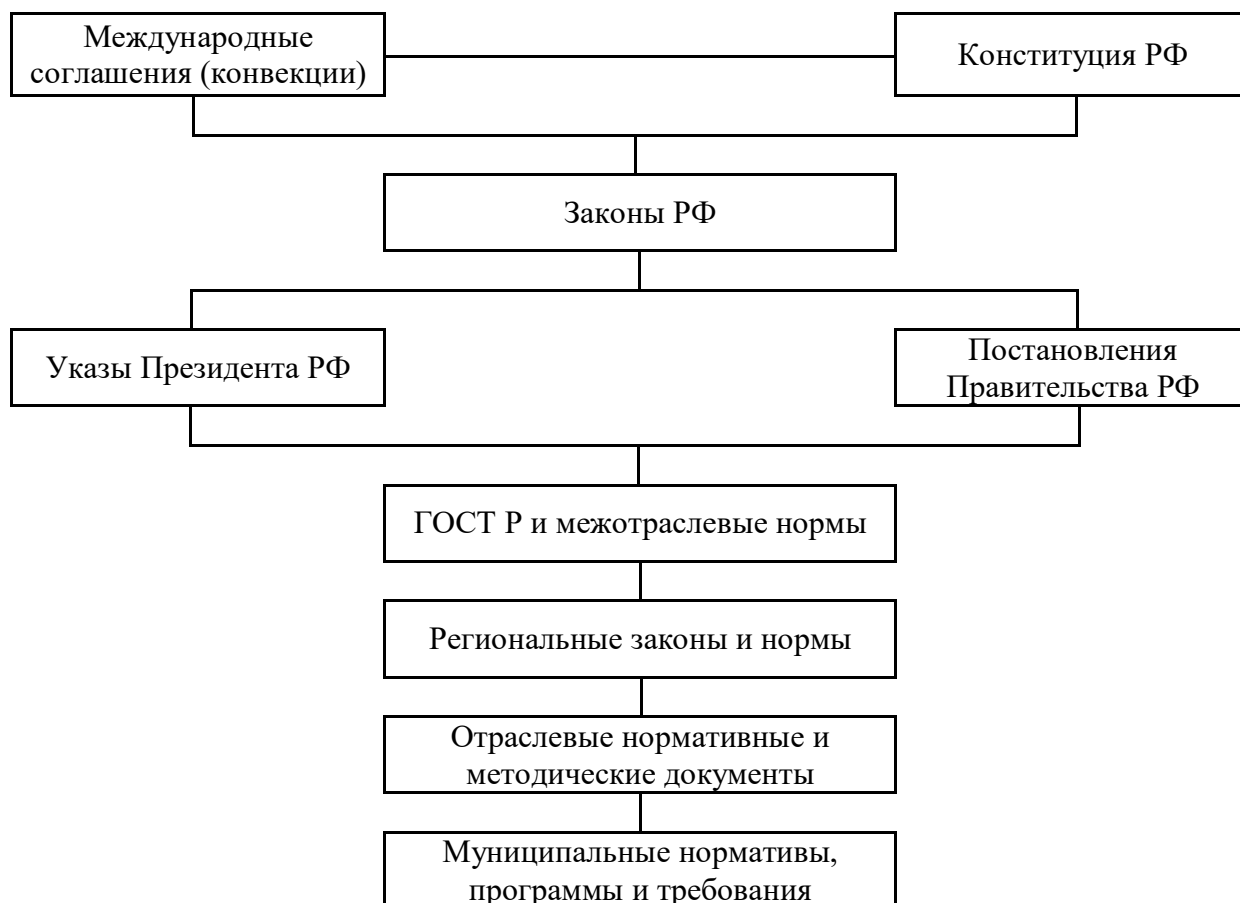 Международные
соглашения (конвекции)
Конституция РФ
Законы РФ
Указы Президента РФ
Постановления
Правительства РФ
ГОСТ Р и межотраслевые нормы
Региональные законы и нормы
Отраслевые нормативные и
методические документы
Муниципальные нормативы,
программы и требования